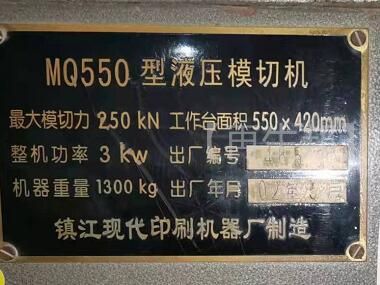 MQ550 型液压模切机
最大模切力 250 kN 工作台面积 550×420mm
整机功率 3 kw 出厂编号
机器重量 1300 kg 出厂年月
镇江现代印刷机器厂制造